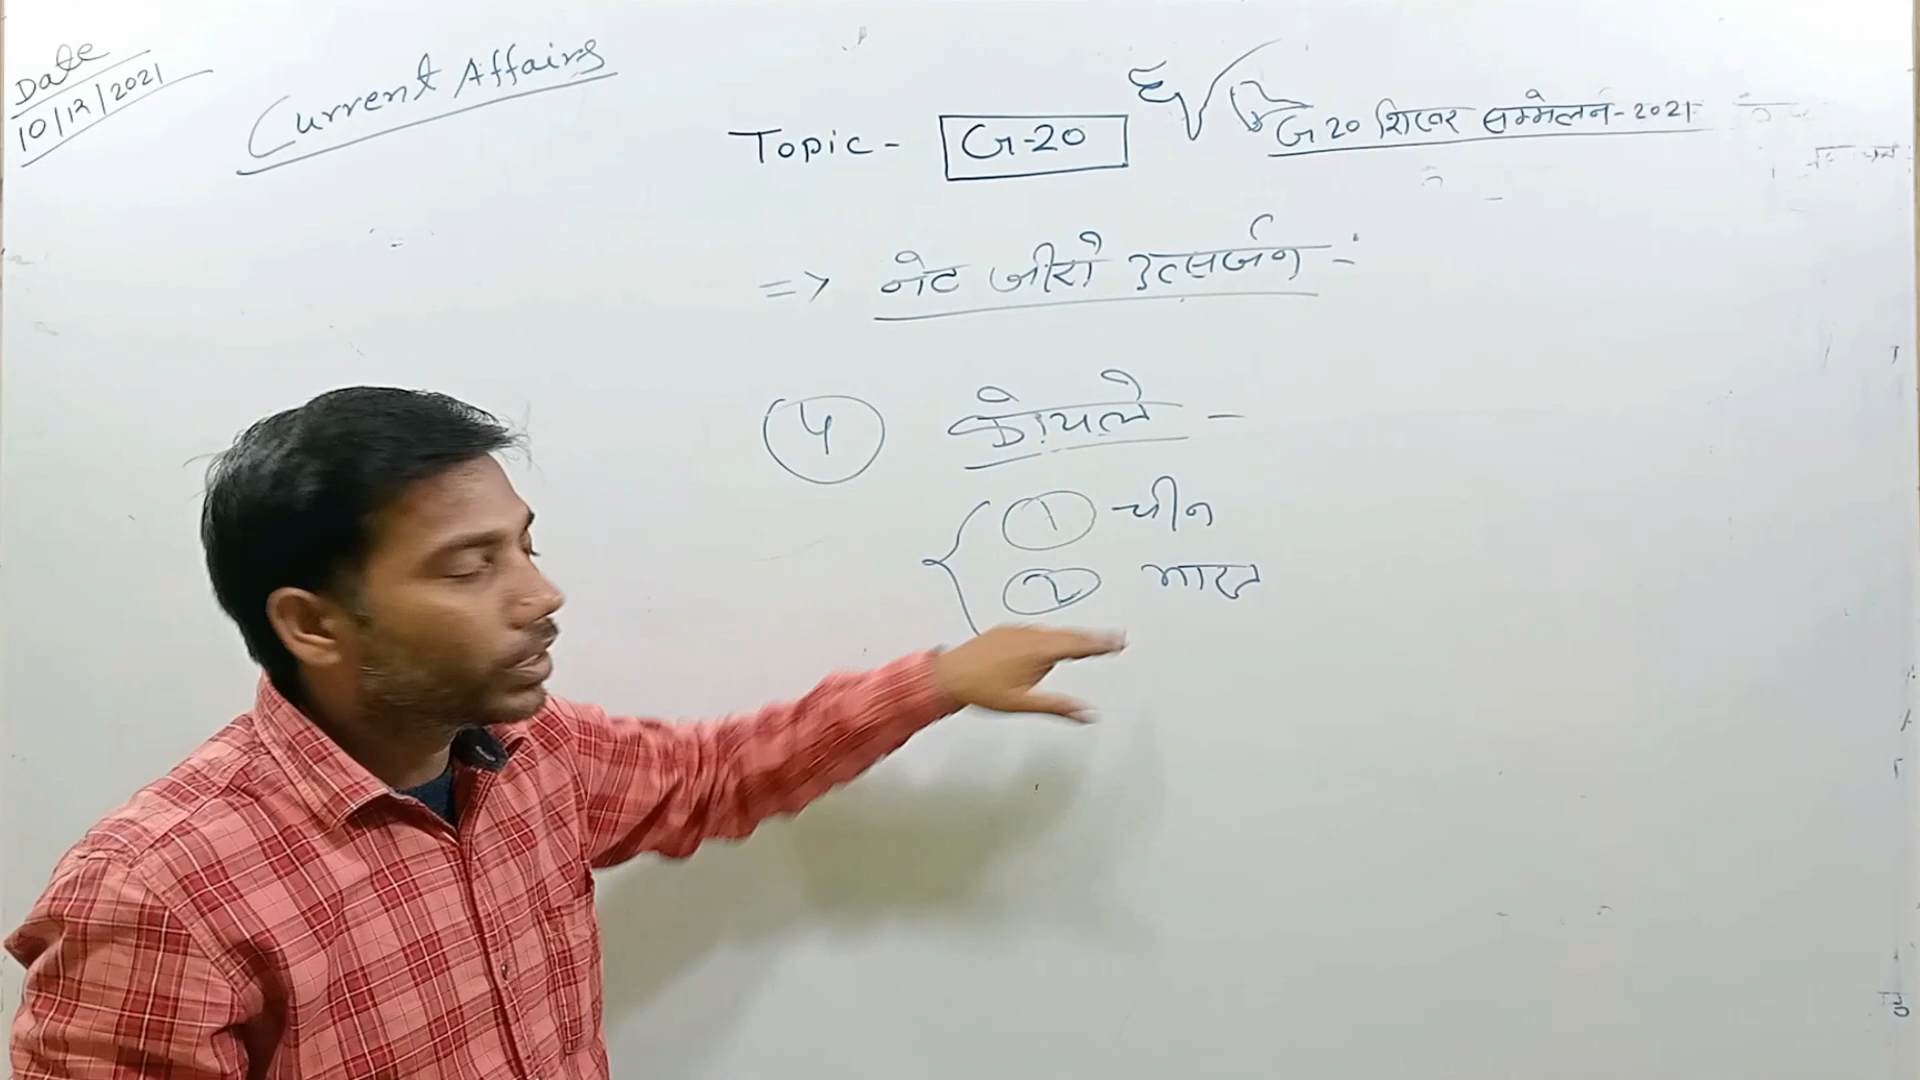 Date
10/12/2021
Current Affairs
Topic - G-20
G20 शिखर सम्मेलन-2021
=> नेट जीरो उत्सर्जन :-
4 कोयले -
1 चीन
2 भारत